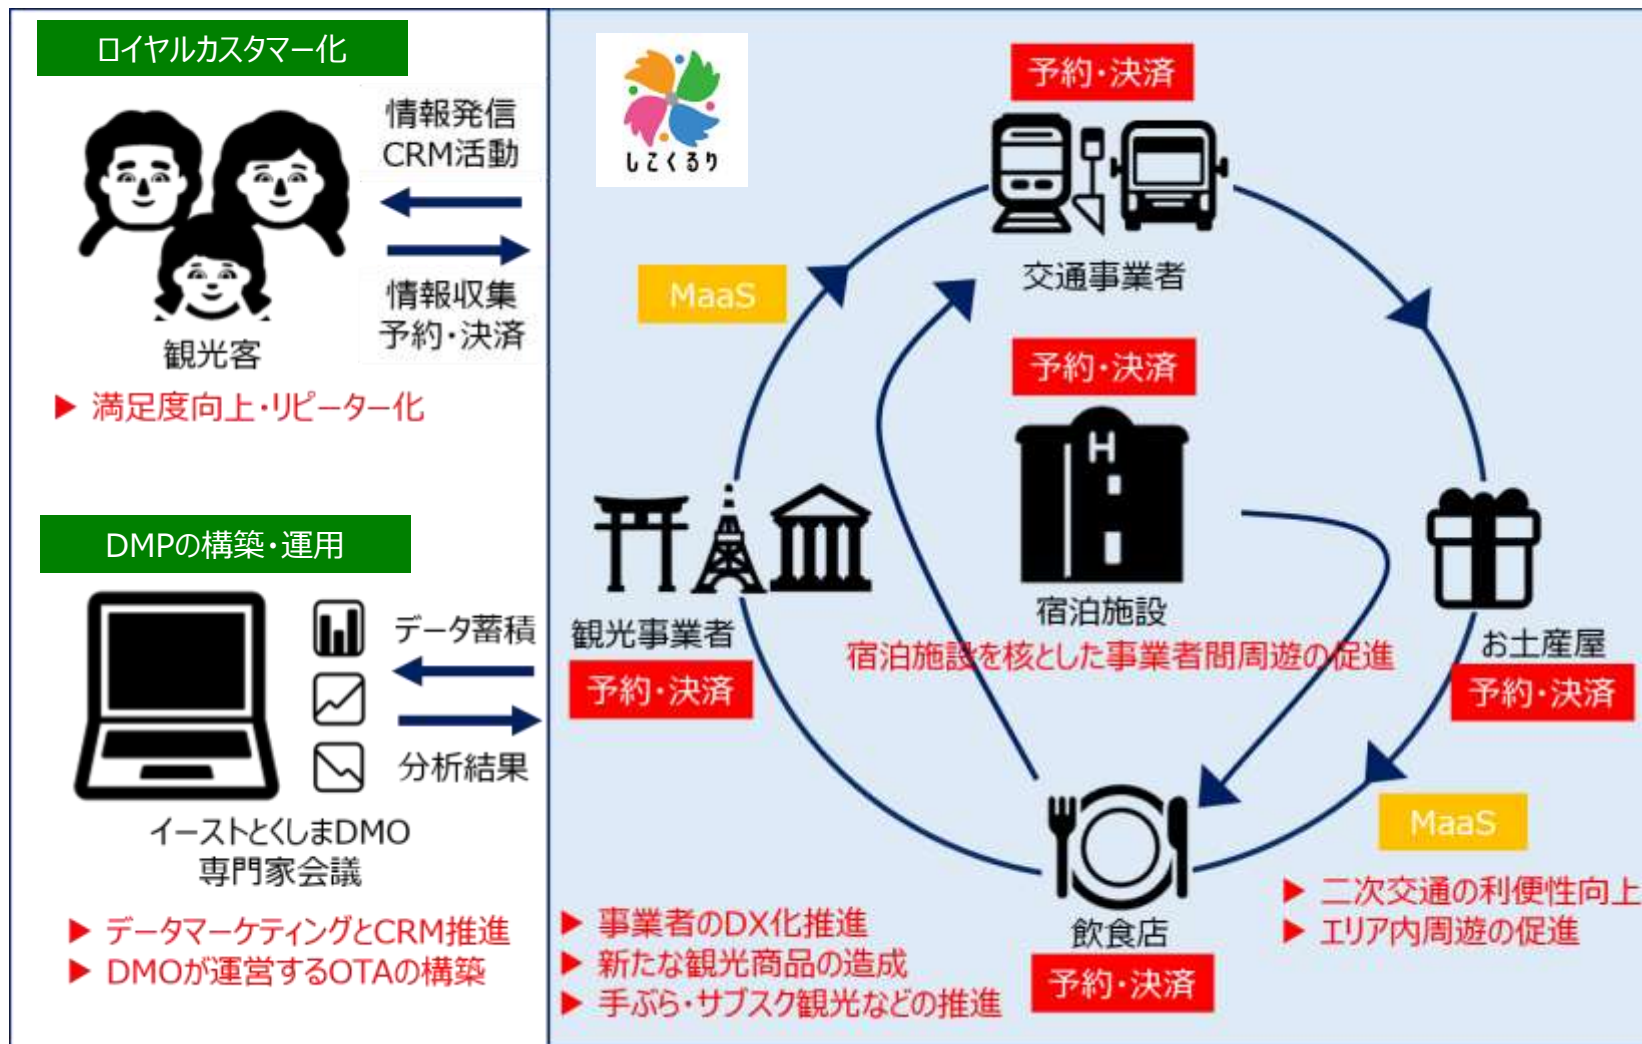 ロイヤルカスタマー化
情報発信
CRM活動
情報収集
予約・決済
観光客
▶ 満足度向上・リピーター化
DMPの構築・運用
データ蓄積
分析結果
イーストとくしまDMO
専門家会議
▶ データマーケティングとCRM推進
▶ DMOが運営するOTAの構築
しこくるり
予約・決済
交通事業者
MaaS
予約・決済
H
宿泊施設
宿泊施設を核とした事業者間周遊の促進
観光事業者
予約・決済
お土産屋
予約・決済
MaaS
▶ 二次交通の利便性向上
▶ エリア内周遊の促進
飲食店
予約・決済
▶ 事業者のDX化推進
▶ 新たな観光商品の造成
▶ 手ぶら・サブスク観光などの推進